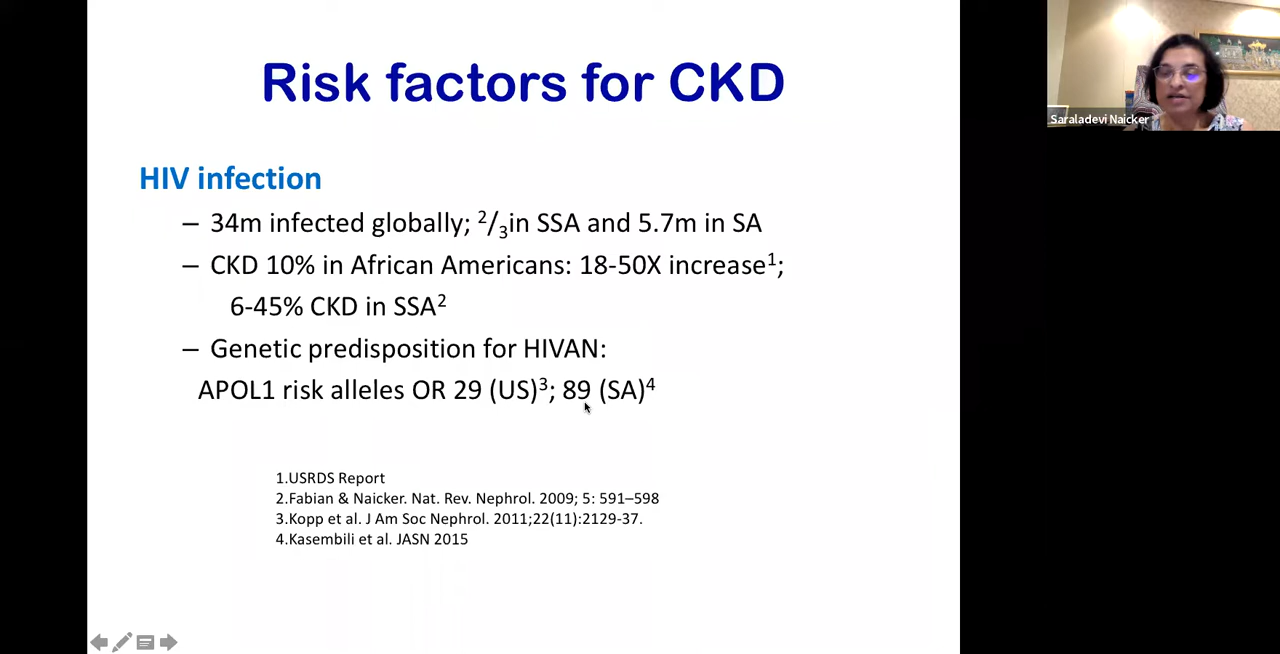 Risk factors for CKD
Saraladevi Naicker
HIV infection
– 34m infected globally; ²/₃in SSA and 5.7m in SA
– CKD 10% in African Americans: 18-50X increase¹;
6-45% CKD in SSA²
– Genetic predisposition for HIVAN:
APOL1 risk alleles OR 29 (US)³; 89 (SA)⁴
1.USRDS Report
2.Fabian & Naicker. Nat. Rev. Nephrol. 2009; 5: 591–598
3.Kopp et al. J Am Soc Nephrol. 2011;22(11):2129-37.
4.Kasembili et al. JASN 2015